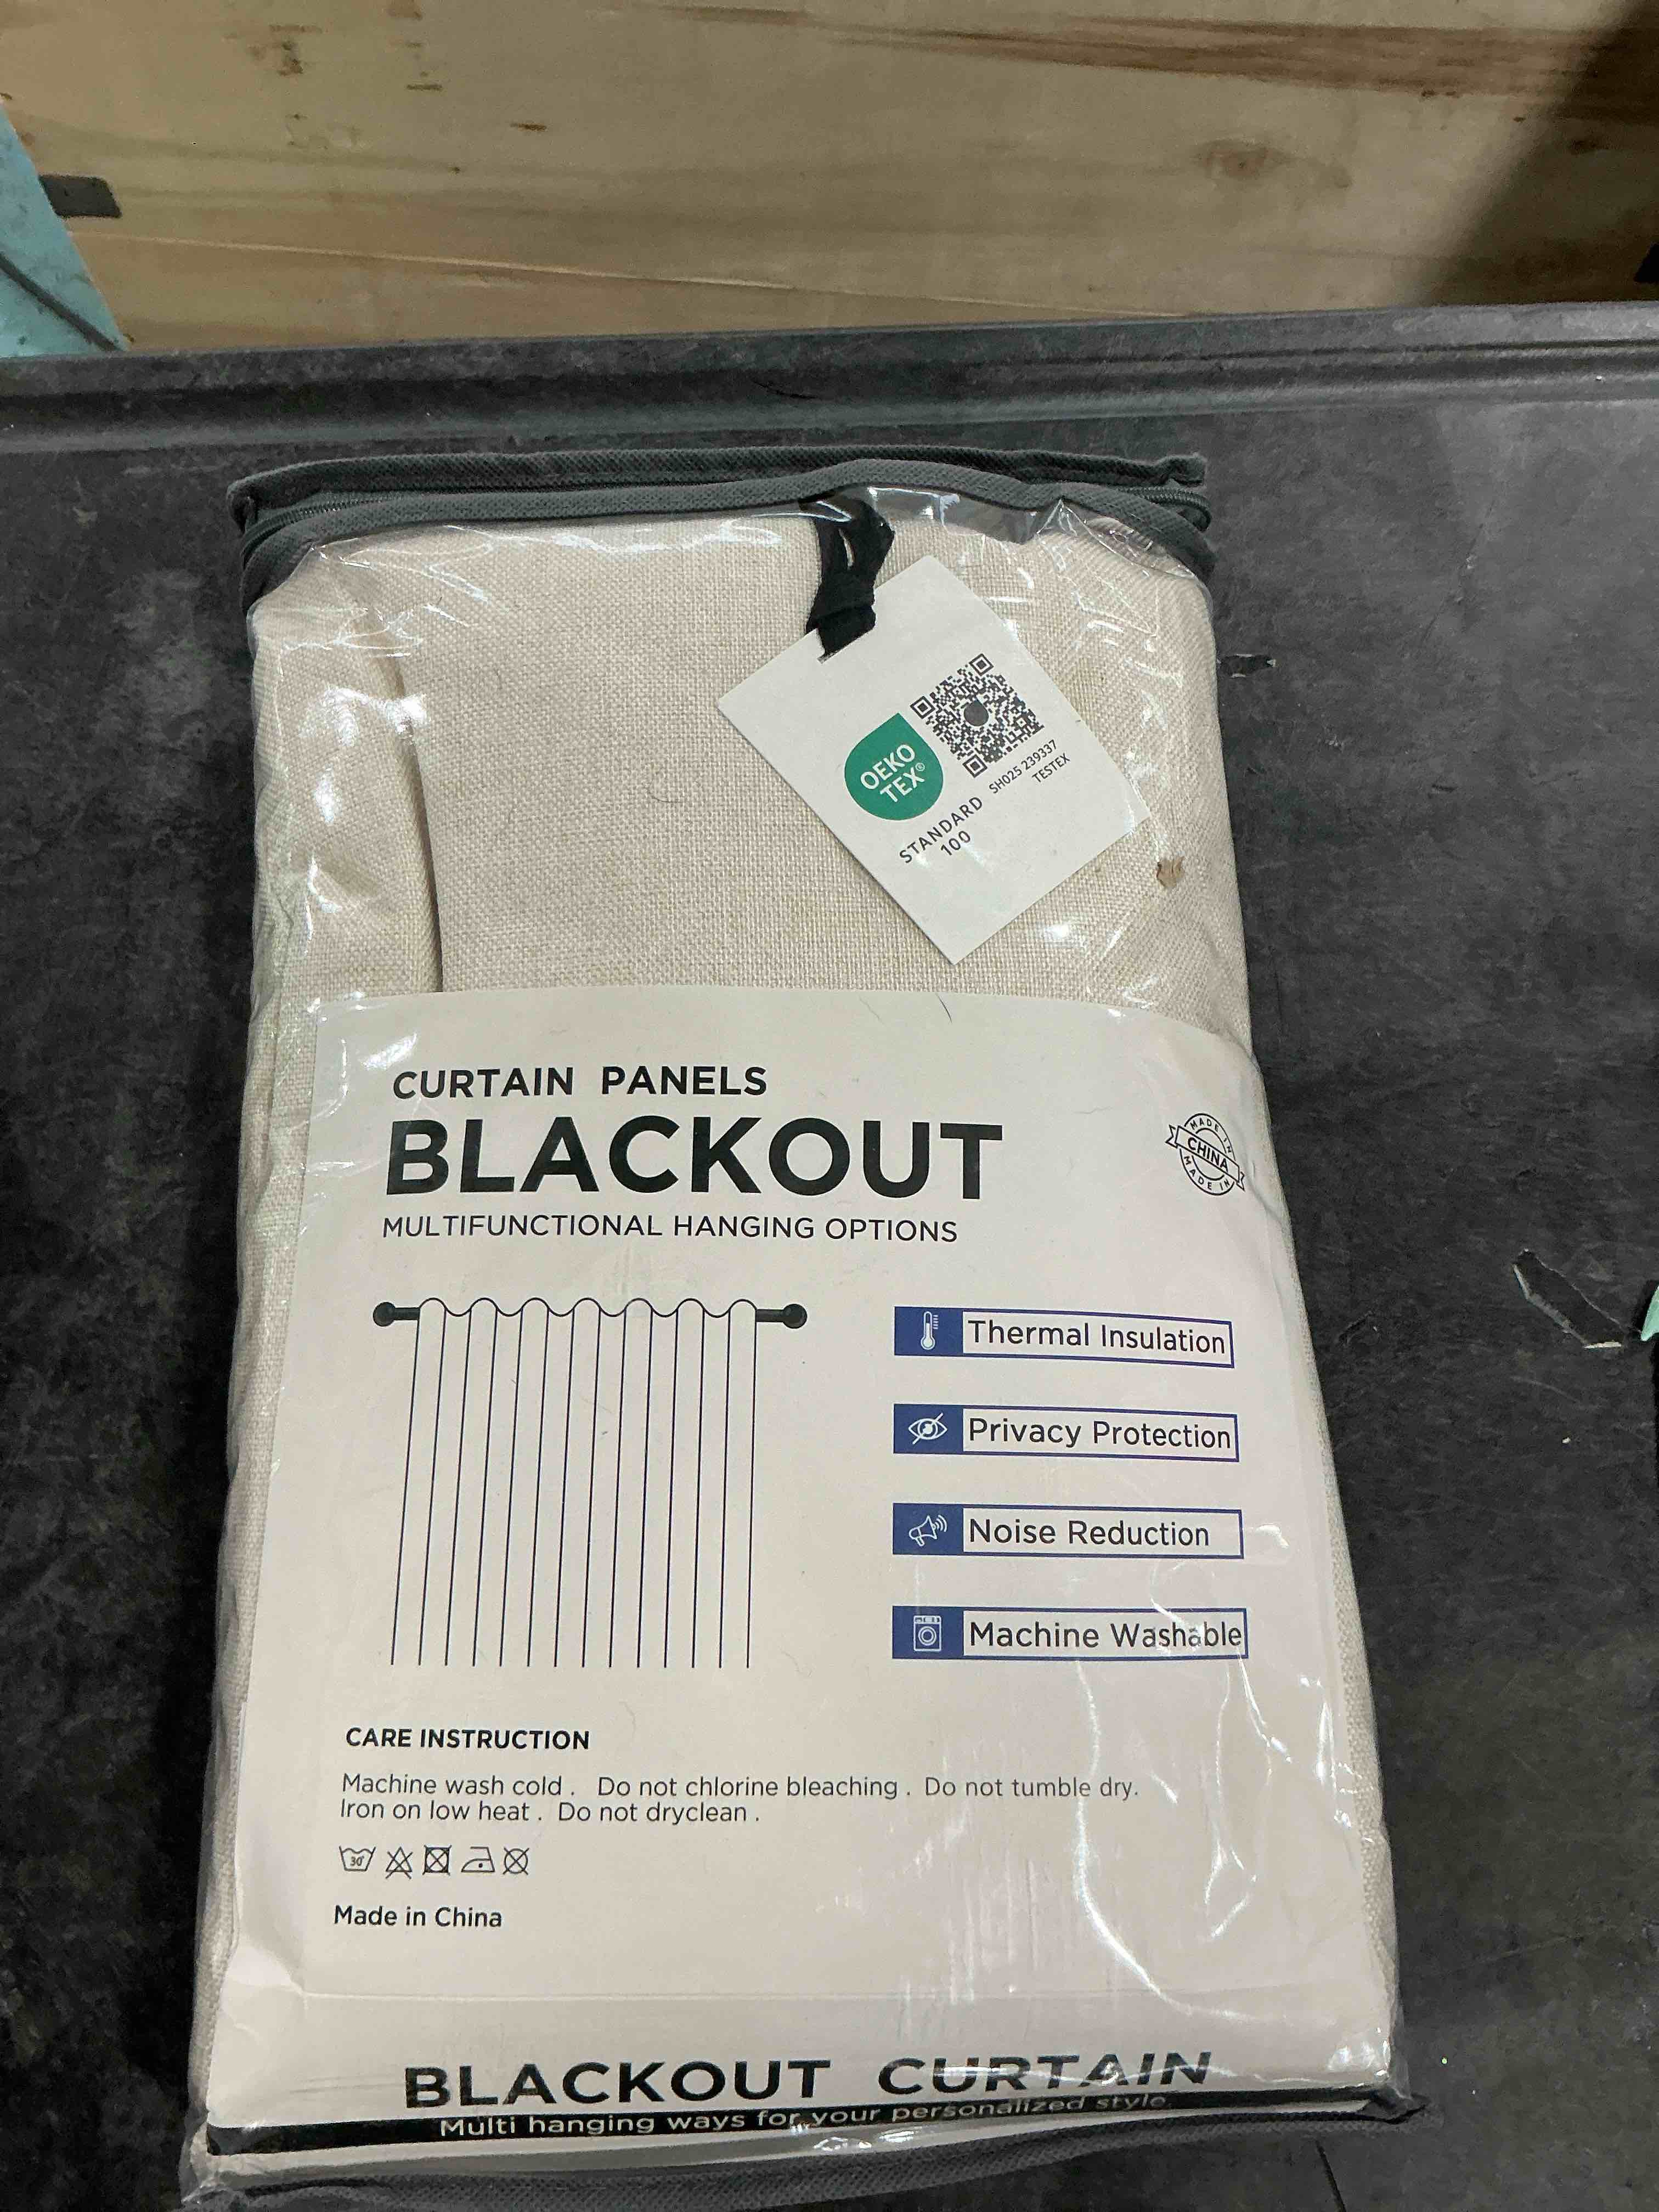 OEKO
TEX®
STANDARD
100
SH025 239337
TESTEX
CURTAIN PANELS
BLACKOUT
MULTIFUNCTIONAL HANGING OPTIONS
MADE IN
CHINA
MADE IN
Thermal Insulation
Privacy Protection
Noise Reduction
Machine Washable
CARE INSTRUCTION
Machine wash cold . Do not chlorine bleaching . Do not tumble dry.
Iron on low heat . Do not dryclean .
30°
Made in China
BLACKOUT CURTAIN
Multi hanging ways for your personalized style